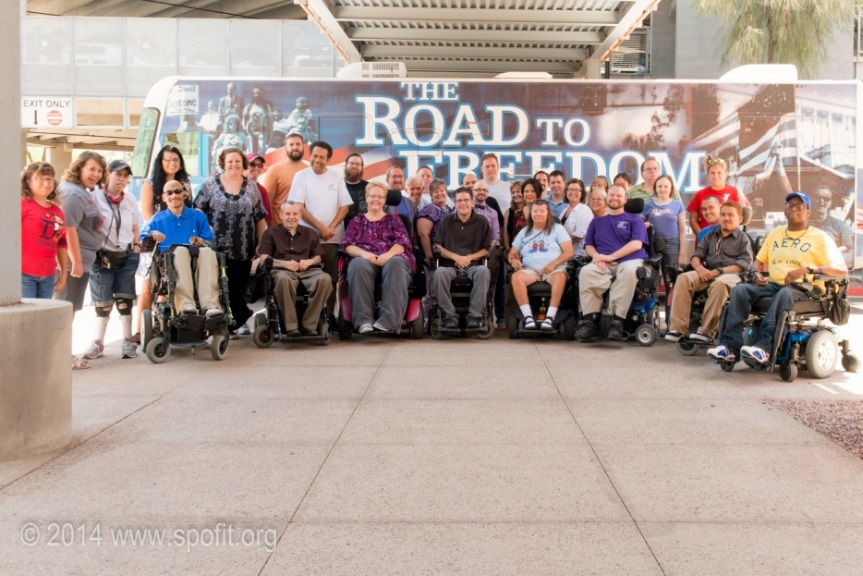 EXIT ONLY
THE
ROAD TO
FREEDOM
AERO
© 2014 www.spofit.org